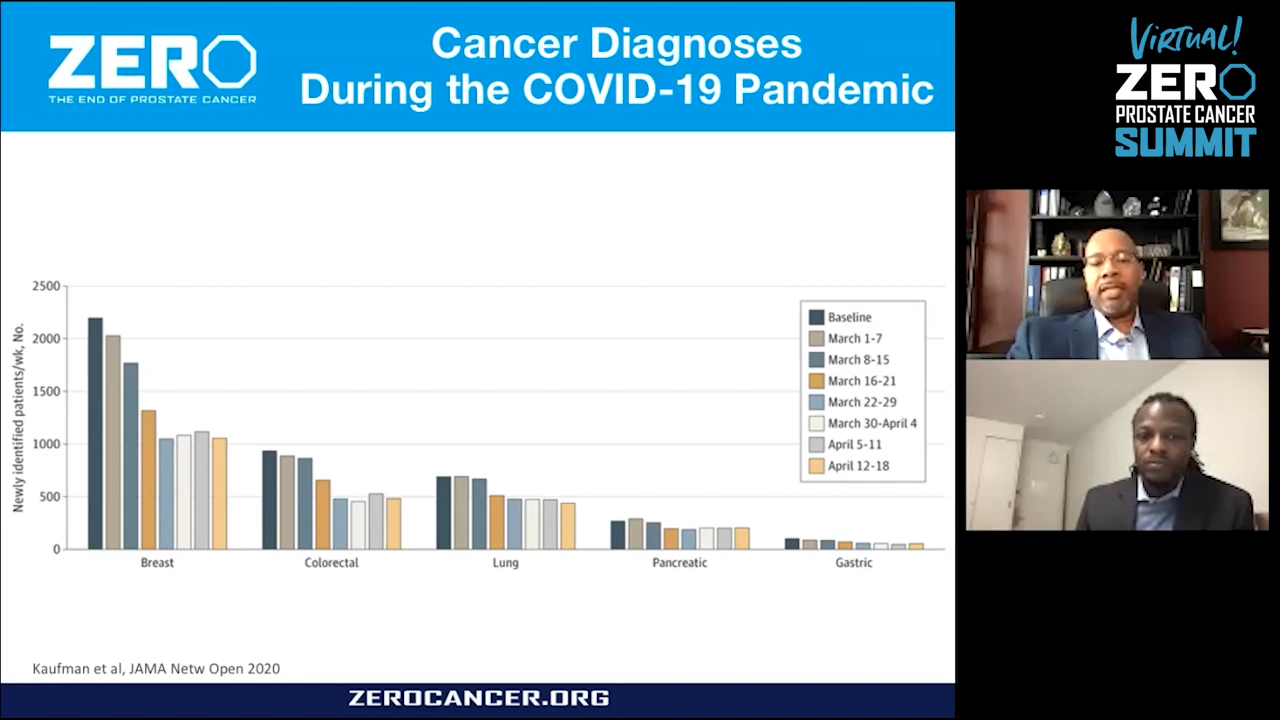 ZERO
THE END OF PROSTATE CANCER
Cancer Diagnoses
During the COVID-19 Pandemic
Newly identified patients/wk, No.
2500
2000
1500
1000
500
0
Breast
Colorectal
Lung
Pancreatic
Gastric
Baseline
March 1-7
March 8-15
March 16-21
March 22-29
March 30-April 4
April 5-11
April 12-18
Kaufman et al, JAMA Netw Open 2020
ZEROCANCER.ORG
VIRTUAL!
ZERO
PROSTATE CANCER
SUMMIT